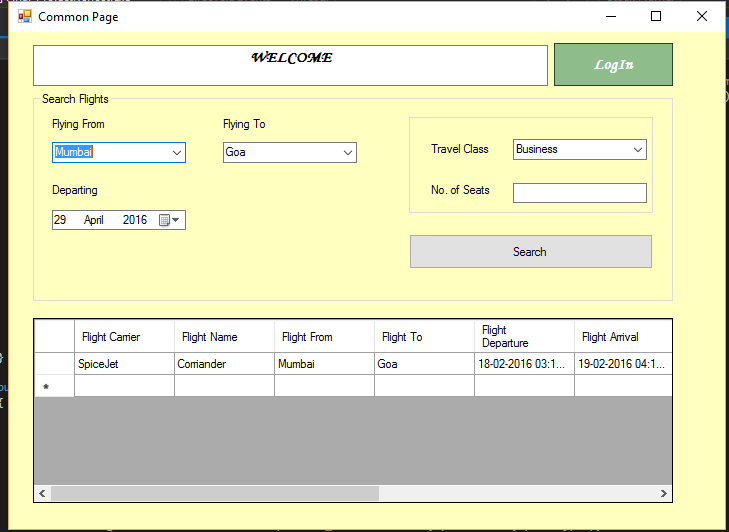 Common Page
WELCOME
LogIn
Search Flights
Flying From
Flying To
Mumbai
Goa
Travel Class
Business
Departing
No. of Seats
29 April 2016
Search
Flight Carrier
Flight Name
Flight From
Flight To
Flight
Departure
Flight Arrival
SpiceJet
Corriander
Mumbai
Goa
18-02-2016 03:1...
19-02-2016 04:1...
*